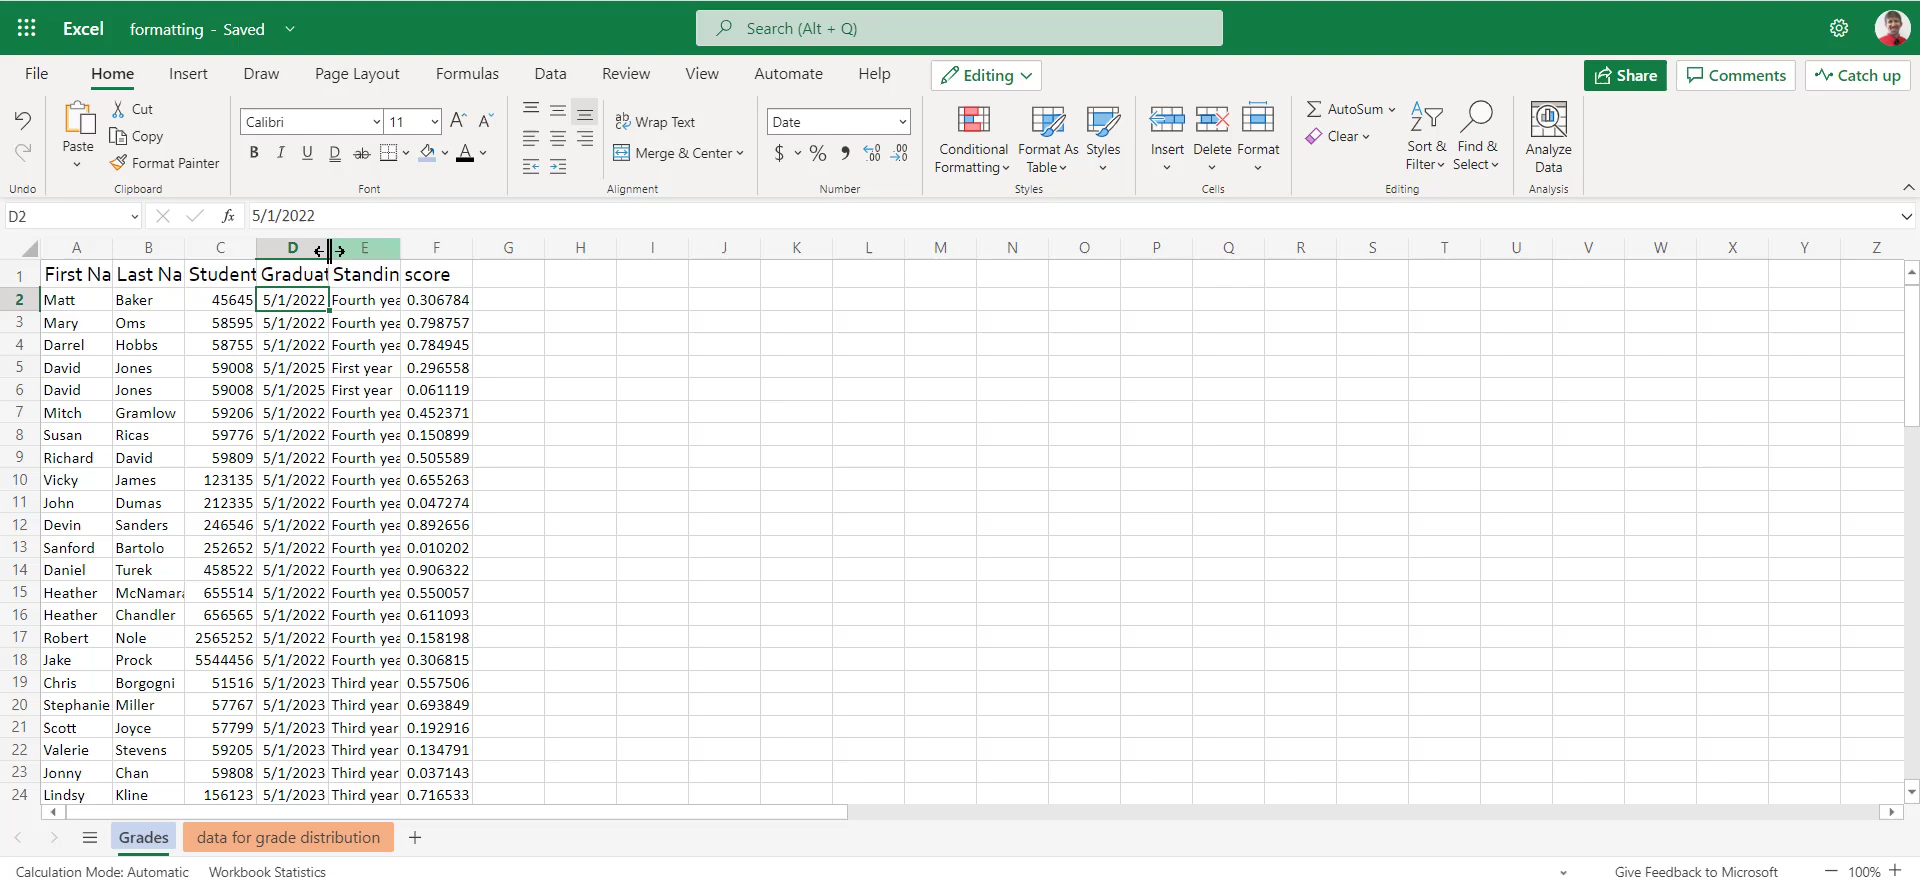 Excel formatting - Saved Search (Alt + Q)
File Home Insert Draw Page Layout Formulas Data Review View Automate Help Editing Share Comments Catch up
Paste Cut Copy Format Painter
Calibri 11
B I U D ab A
Wrap Text
Merge & Center
Date
$ % 9 .00 .00
Conditional Formatting Format As Table Styles
Insert Delete Format
AutoSum
Clear
Sort & Filter Find & Select
Analyze Data
Undo Clipboard Font Alignment Number Styles Cells Editing Analysis
D2 fx 5/1/2022
A B C D E F G H I J K L M N O P Q R S T U V W X Y Z
1 First Na Last Na Student Graduat Standin score
2 Matt Baker 45645 5/1/2022 Fourth yea 0.306784
3 Mary Oms 58595 5/1/2022 Fourth yea 0.798757
4 Darrel Hobbs 58755 5/1/2022 Fourth yea 0.784945
5 David Jones 59008 5/1/2025 First year 0.296558
6 David Jones 59008 5/1/2025 First year 0.061119
7 Mitch Gramlow 59206 5/1/2022 Fourth yea 0.452371
8 Susan Ricas 59776 5/1/2022 Fourth yea 0.150899
9 Richard David 59809 5/1/2022 Fourth yea 0.505589
10 Vicky James 123135 5/1/2022 Fourth yea 0.655263
11 John Dumas 212335 5/1/2022 Fourth yea 0.047274
12 Devin Sanders 246546 5/1/2022 Fourth yea 0.892656
13 Sanford Bartolo 252652 5/1/2022 Fourth yea 0.010202
14 Daniel Turek 458522 5/1/2022 Fourth yea 0.906322
15 Heather McNamara 655514 5/1/2022 Fourth yea 0.550057
16 Heather Chandler 656565 5/1/2022 Fourth yea 0.611093
17 Robert Nole 2565252 5/1/2022 Fourth yea 0.158198
18 Jake Prock 5544456 5/1/2022 Fourth yea 0.306815
19 Chris Borgogni 51516 5/1/2023 Third year 0.557506
20 Stephanie Miller 57767 5/1/2023 Third year 0.693849
21 Scott Joyce 57799 5/1/2023 Third year 0.192916
22 Valerie Stevens 59205 5/1/2023 Third year 0.134791
23 Jonny Chan 59808 5/1/2023 Third year 0.037143
24 Lindsy Kline 156123 5/1/2023 Third year 0.716533
Grades data for grade distribution
Calculation Mode: Automatic Workbook Statistics Give Feedback to Microsoft 100%